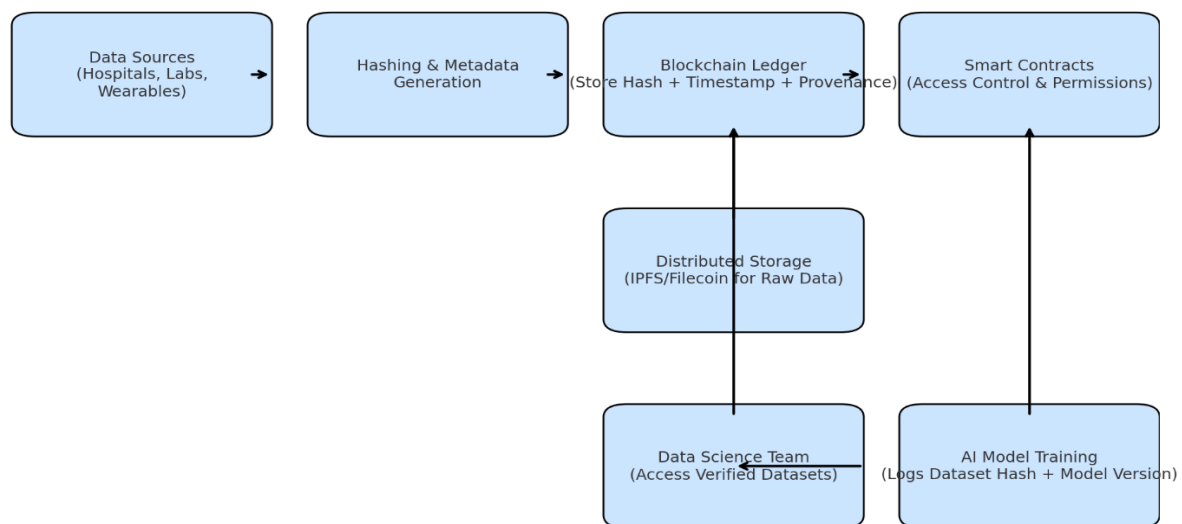 Data Sources
(Hospitals, Labs,
Wearables)
Hashing & Metadata
Generation
Blockchain Ledger
(Store Hash + Timestamp + Provenance)
Smart Contracts
(Access Control & Permissions)
Distributed Storage
(IPFS/Filecoin for Raw Data)
Data Science Team
(Access Verified Datasets)
AI Model Training
(Logs Dataset Hash + Model Version)